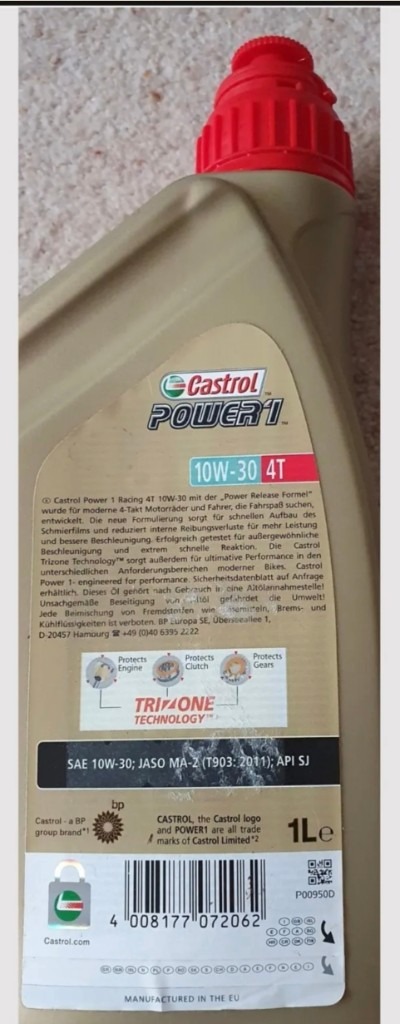 Castrol
POWER1™
10W-30 4T
Castrol Power 1 Racing 4T 10W-30 mit der „Power Release Formel"
wurde für moderne 4-Takt Motorräder und Fahrer, die Fahrspaß suchen,
entwickelt. Die neue Formulierung sorgt für schnellen Aufbau des
Schmierfilms und reduziert interne Reibungsverluste für mehr Leistung
und bessere Beschleunigung. Erfolgreich getestet für außergewöhnliche
Beschleunigung und extrem schnelle Reaktion. Die Castrol
Trizone Technology™ sorgt außerdem für ultimative Performance in den
unterschiedlichen Anforderungsbereichen moderner Bikes. Castrol
Power 1- engineered for performance. Sicherheitsdatenblatt auf Anfrage
erhältlich. Dieses Öl gehört nach Gebrauch in eine Altölannahmestelle!
Unsachgemäße Beseitigung von Altöl gefährdet die Umwelt!
Jede Beimischung von Fremdstoffen wie Brems- und
Kühlflüssigkeiten ist verboten. BP Europa SE, Überseeallee 1,
D-20457 Hamburg ☎ +49 (0)40 6395 2222
Protects Engine
Protects Clutch
Protects Gears
TRIZONE
TECHNOLOGY™
SAE 10W-30; JASO MA-2 (T903: 2011); API SJ
bp
Castrol - a BP
group brand*1
CASTROL, the Castrol logo
and POWER1 are all trade
marks of Castrol Limited*2
1L e
P00950D
Castrol
4 008177 072062
Castrol.com
MANUFACTURED IN THE EU